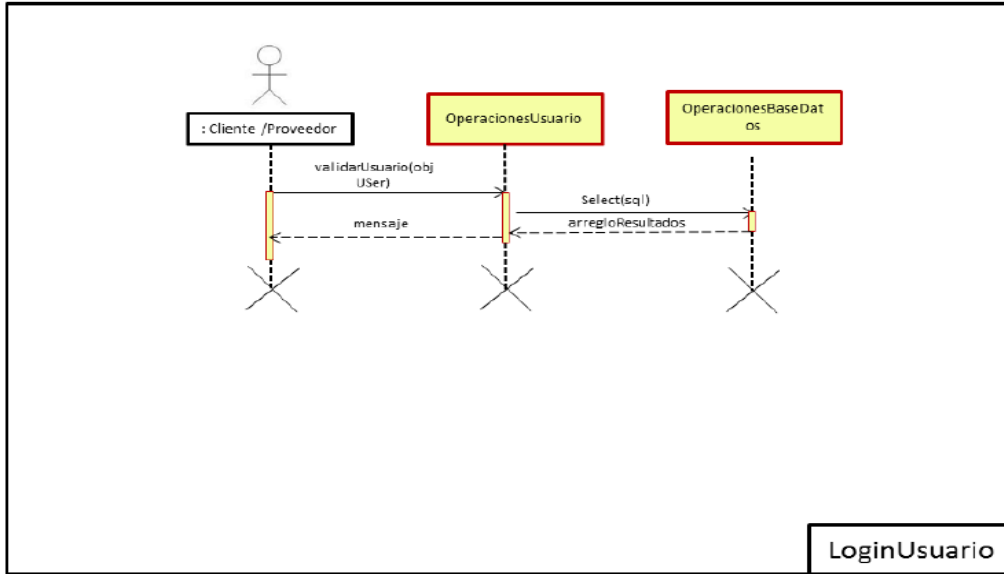 : Cliente /Proveedor
OperacionesUsuario
OperacionesBaseDat
os
validarUsuario(obj
USer)
Select(sql)
mensaje
arregloResultados
LoginUsuario